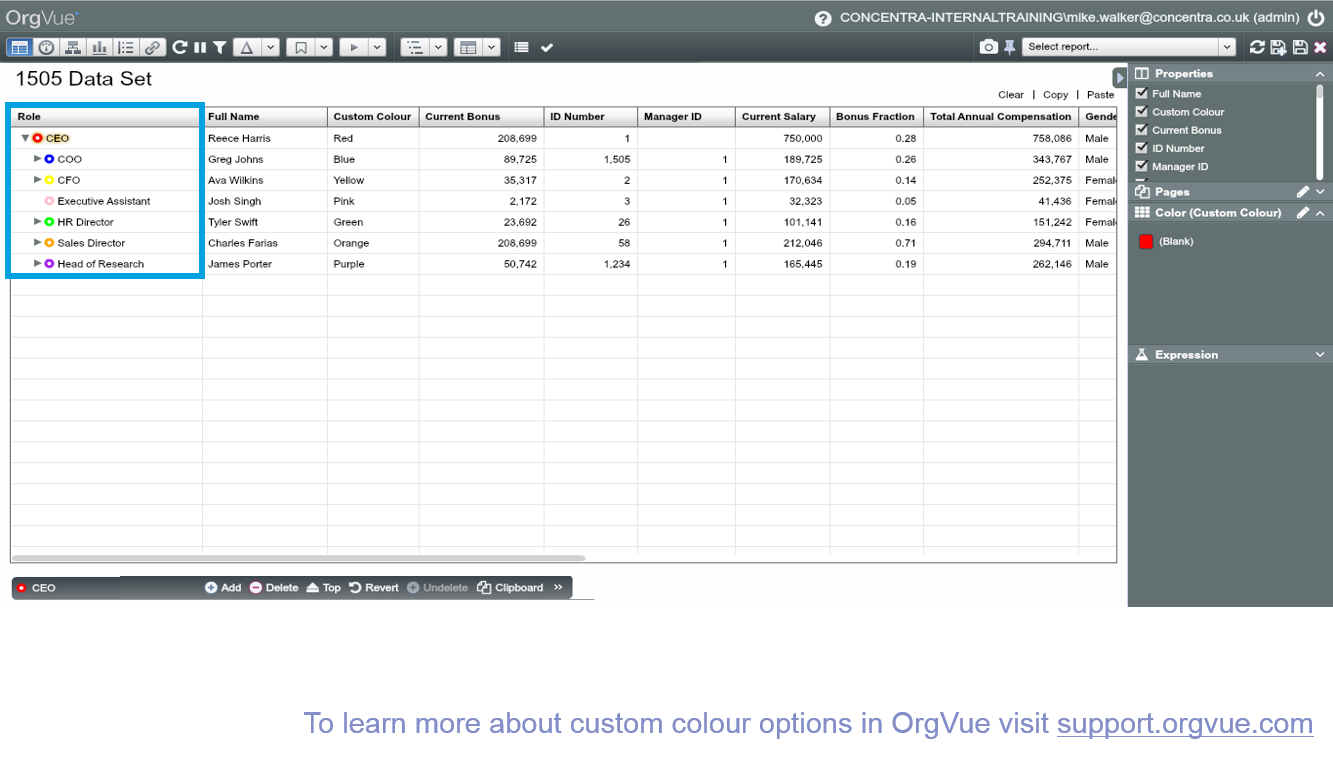 OrgVue
CONCENTRA-INTERNALTRAINING\mike.walker@concentra.co.uk (admin)
Select report...
1505 Data Set
Clear | Copy | Paste
Role Full Name Custom Colour Current Bonus ID Number Manager ID Current Salary Bonus Fraction Total Annual Compensation Gende
CEO Reece Harris Red 208,699 1 750,000 0.28 758,086 Male
COO Greg Johns Blue 89,725 1,505 1 189,725 0.26 343,767 Male
CFO Ava Wilkins Yellow 35,317 2 1 170,634 0.14 252,375 Femal
Executive Assistant Josh Singh Pink 2,172 3 1 32,323 0.05 41,436 Femal
HR Director Tyler Swift Green 23,692 26 1 101,141 0.16 151,242 Femal
Sales Director Charles Farias Orange 208,699 58 1 212,046 0.71 294,711 Male
Head of Research James Porter Purple 50,742 1,234 1 165,445 0.19 262,146 Male
Properties
Full Name
Custom Colour
Current Bonus
ID Number
Manager ID
Pages
Color (Custom Colour)
(Blank)
Expression
CEO Add Delete Top Revert Undelete Clipboard »
To learn more about custom colour options in OrgVue visit support.orgvue.com